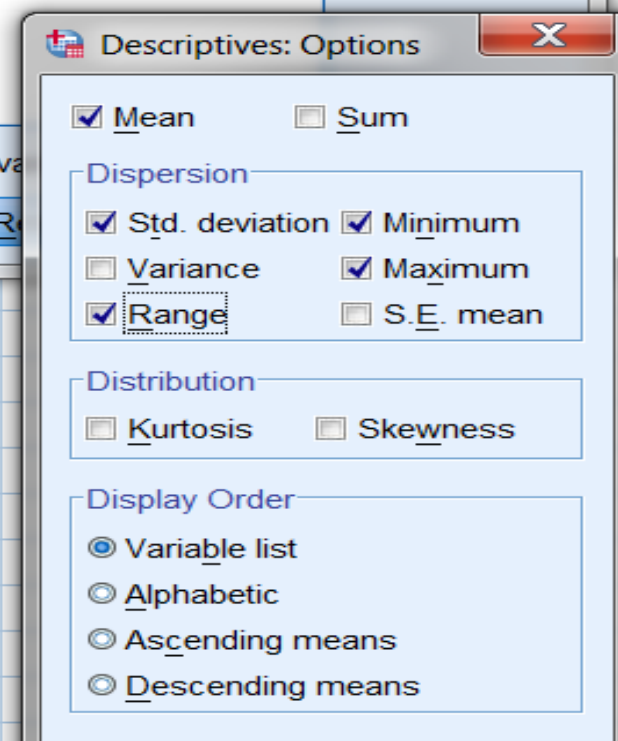 Descriptives: Options
Mean Sum
Dispersion
Std. deviation Minimum
Variance Maximum
Range S.E. mean
Distribution
Kurtosis Skewness
Display Order
Variable list
Alphabetic
Ascending means
Descending means